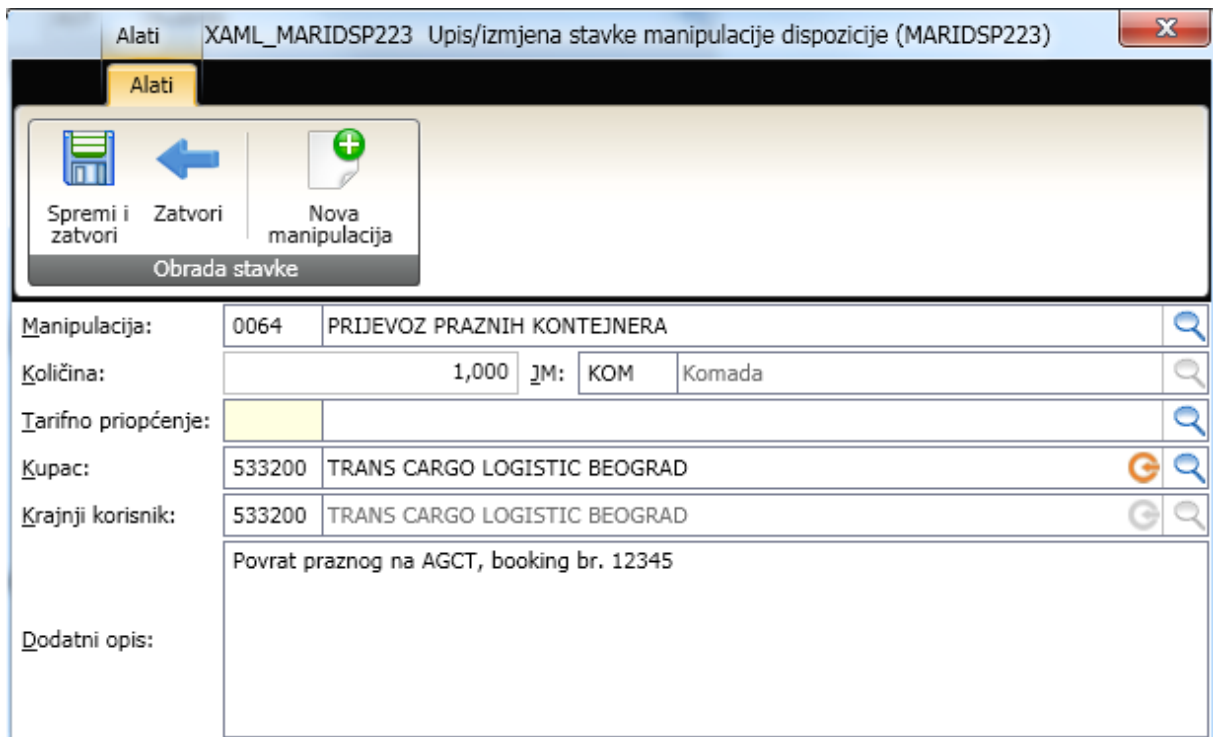 Alati XAML_MARIDSP223 Upis/izmjena stavke manipulacije dispozicije (MARIDSP223)
Alati
Spremi i zatvori
Zatvori
Nova manipulacija
Obrada stavke
Manipulacija: 0064 PRIJEVOZ PRAZNIH KONTEJNERA
Količina: 1,000 JM: KOM Komada
Tarifno priopćenje:
Kupac: 533200 TRANS CARGO LOGISTIC BEOGRAD
Krajnji korisnik: 533200 TRANS CARGO LOGISTIC BEOGRAD
Povrat praznog na AGCT, booking br. 12345
Dodatni opis: